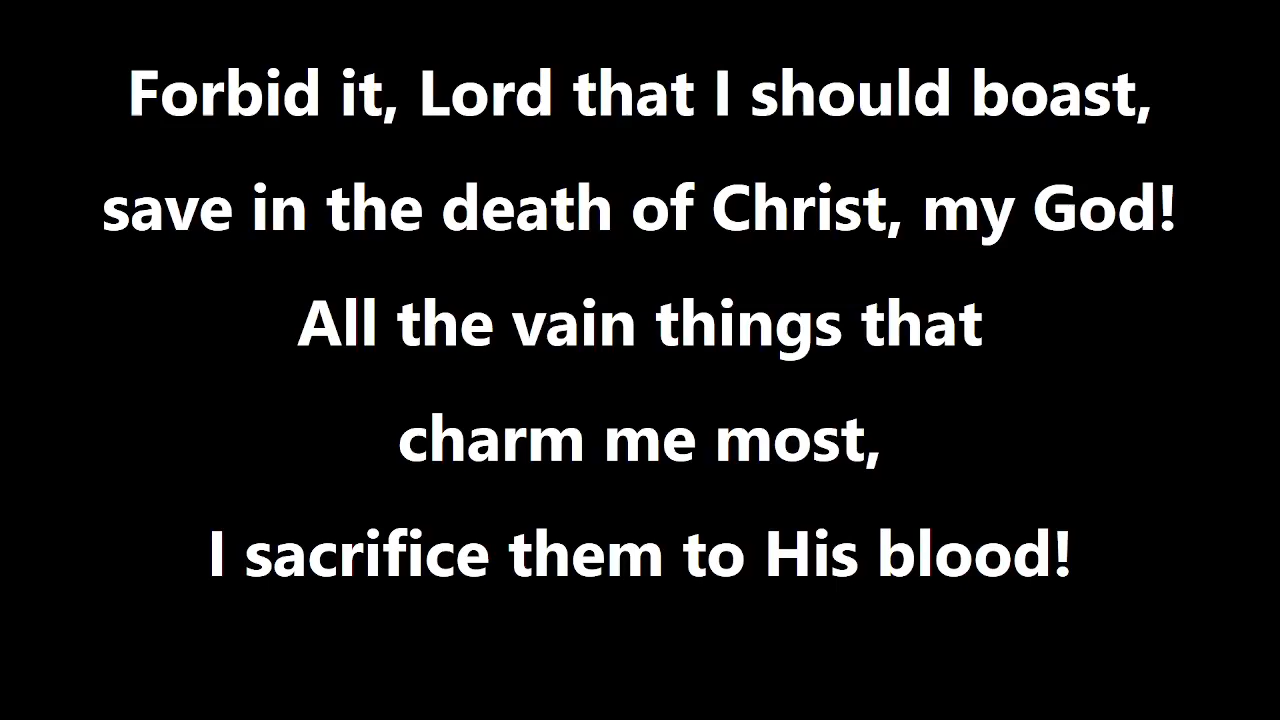 Forbid it, Lord that I should boast,
save in the death of Christ, my God!
All the vain things that
charm me most,
I sacrifice them to His blood!